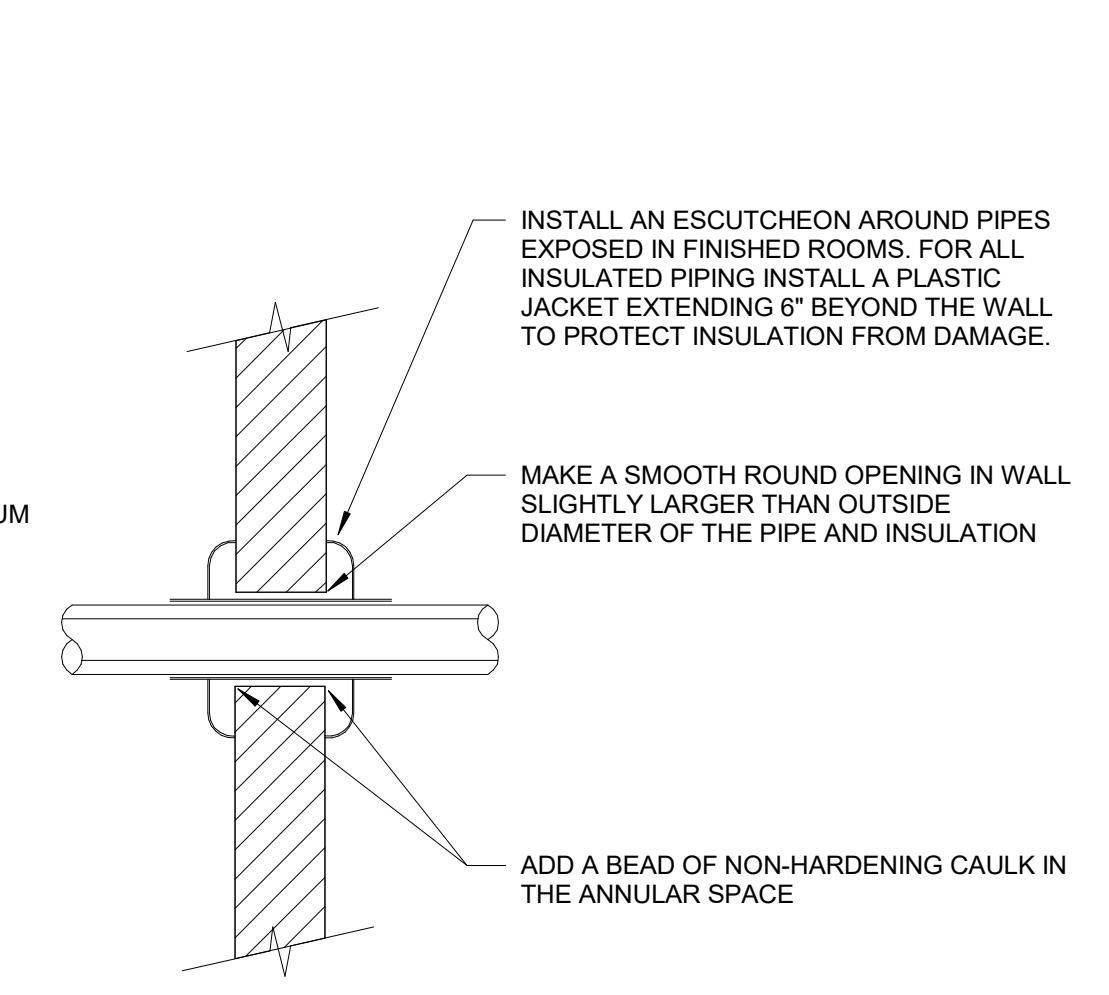 INSTALL AN ESCUTCHEON AROUND PIPES
EXPOSED IN FINISHED ROOMS. FOR ALL
INSULATED PIPING INSTALL A PLASTIC
JACKET EXTENDING 6" BEYOND THE WALL
TO PROTECT INSULATION FROM DAMAGE.
MAKE A SMOOTH ROUND OPENING IN WALL
SLIGHTLY LARGER THAN OUTSIDE
DIAMETER OF THE PIPE AND INSULATION
UM
ADD A BEAD OF NON-HARDENING CAULK IN
THE ANNULAR SPACE